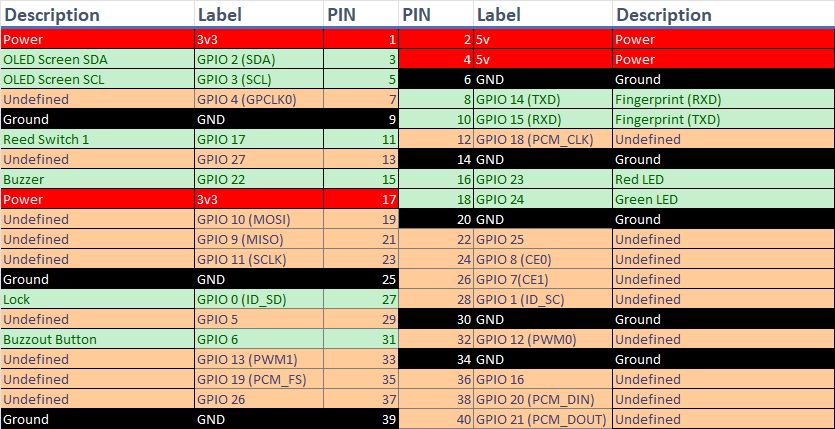 Description Label PIN PIN Label Description
Power 3v3 1 2 5v Power
OLED Screen SDA GPIO 2 (SDA) 3 4 5v Power
OLED Screen SCL GPIO 3 (SCL) 5 6 GND Ground
Undefined GPIO 4 (GPCLK0) 7 8 GPIO 14 (TXD) Fingerprint (RXD)
Ground GND 9 10 GPIO 15 (RXD) Fingerprint (TXD)
Reed Switch 1 GPIO 17 11 12 GPIO 18 (PCM_CLK) Undefined
Undefined GPIO 27 13 14 GND Ground
Buzzer GPIO 22 15 16 GPIO 23 Red LED
Power 3v3 17 18 GPIO 24 Green LED
Undefined GPIO 10 (MOSI) 19 20 GND Ground
Undefined GPIO 9 (MISO) 21 22 GPIO 25 Undefined
Undefined GPIO 11 (SCLK) 23 24 GPIO 8 (CE0) Undefined
Ground GND 25 26 GPIO 7(CE1) Undefined
Lock GPIO 0 (ID_SD) 27 28 GPIO 1 (ID_SC) Undefined
Undefined GPIO 5 29 30 GND Ground
Buzzout Button GPIO 6 31 32 GPIO 12 (PWM0) Undefined
Undefined GPIO 13 (PWM1) 33 34 GND Ground
Undefined GPIO 19 (PCM_FS) 35 36 GPIO 16 Undefined
Undefined GPIO 26 37 38 GPIO 20 (PCM_DIN) Undefined
Ground GND 39 40 GPIO 21 (PCM_DOUT) Undefined